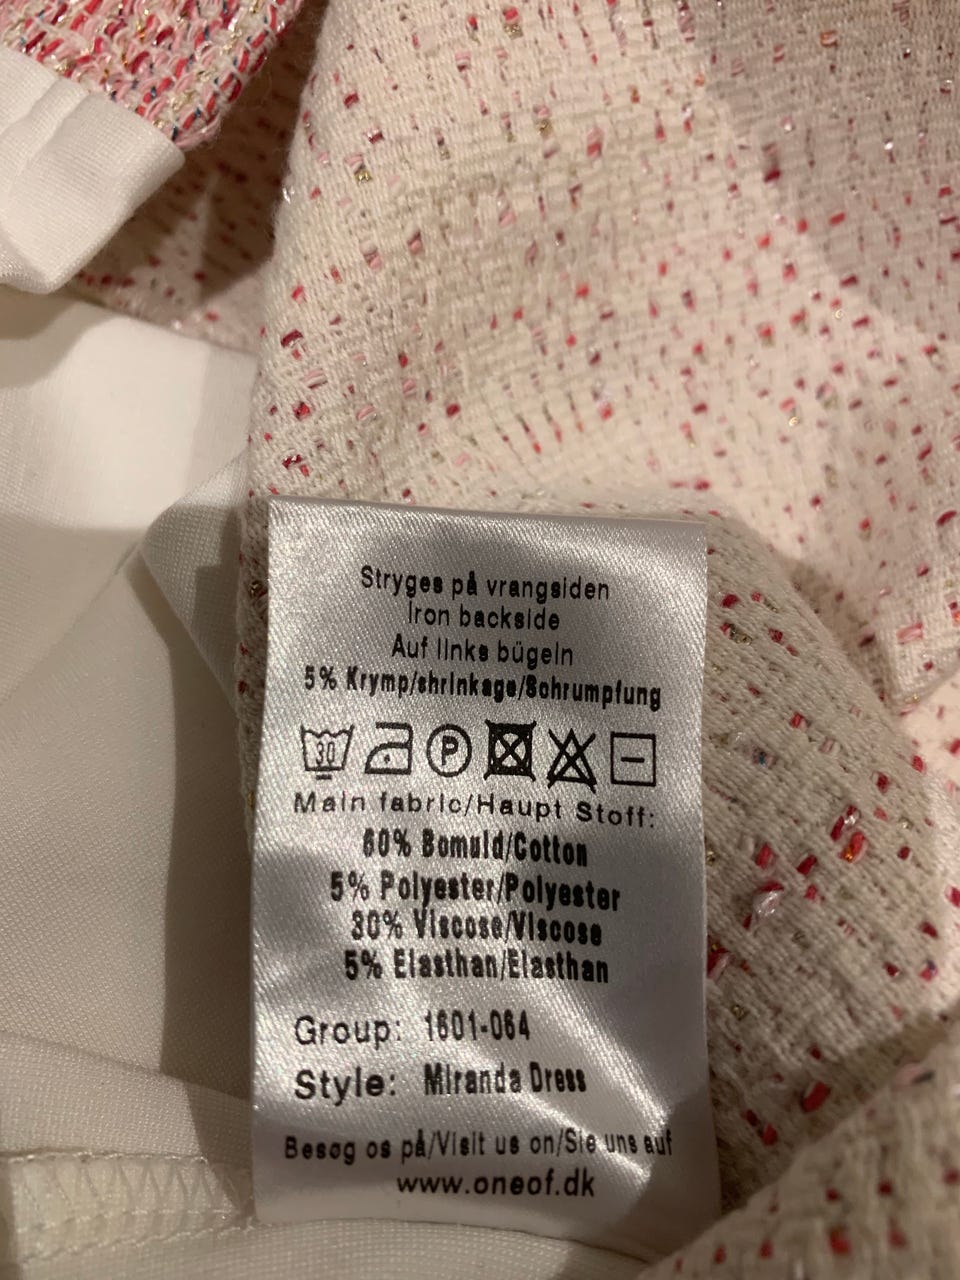 Stryges på vrangsiden
Iron backside
Auf links bügeln
5% Krymp/shrinkage/Schrumpfung
30 P
Main fabric/Haupt Stoff:
60% Bomuld/Cotton
5% Polyester/Polyester
30% Viscose/Viscose
5% Elasthan/Elasthan
Group: 1601-064
Style: Miranda Dress
Besøg os på/Visit us on/Sie uns auf
www.oneof.dk